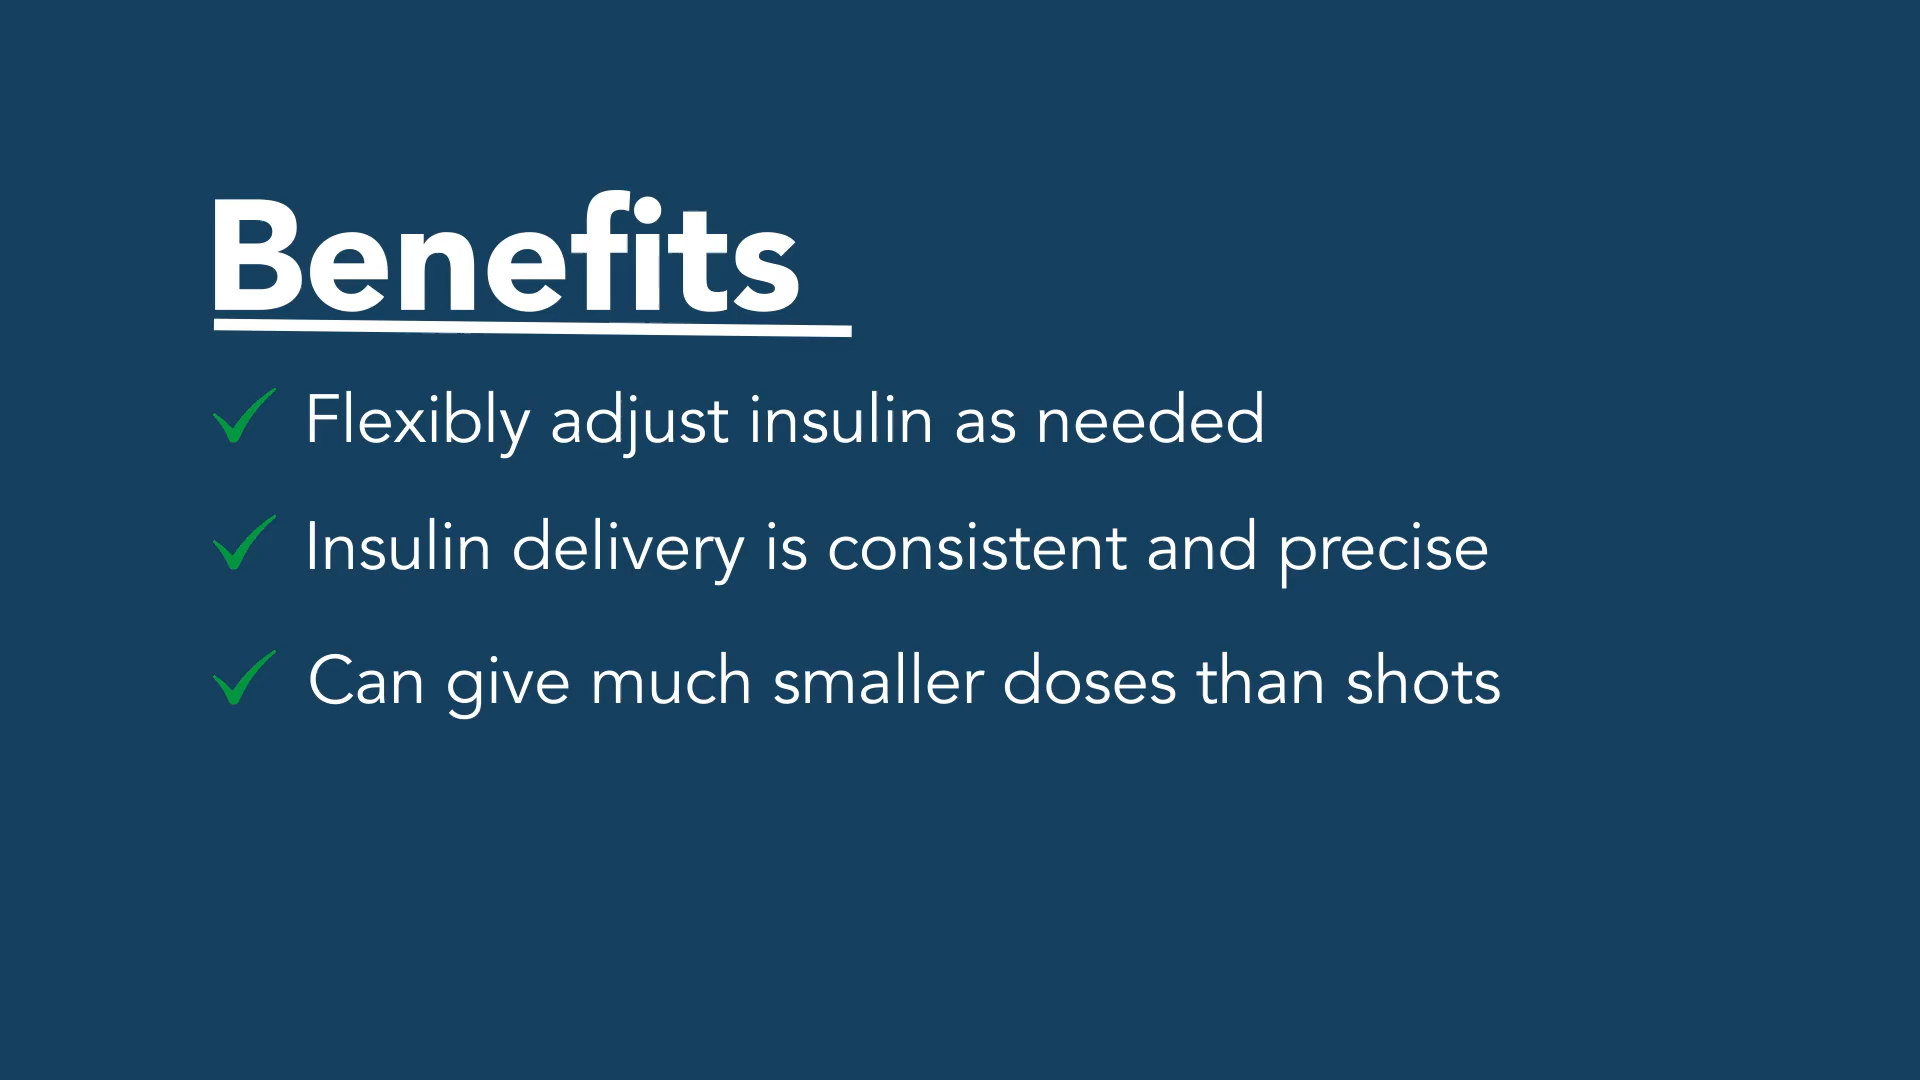 Benefits
Flexibly adjust insulin as needed
Insulin delivery is consistent and precise
Can give much smaller doses than shots